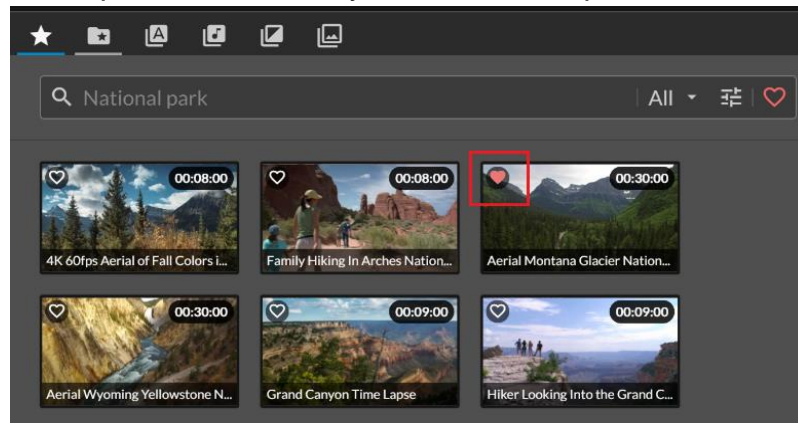 National park All
00:08:00 00:08:00 00:30:00
4K 60fps Aerial of Fall Colors i... Family Hiking In Arches Nation... Aerial Montana Glacier Nation...
00:30:00 00:09:00 00:09:00
Aerial Wyoming Yellowstone N... Grand Canyon Time Lapse Hiker Looking Into the Grand C...